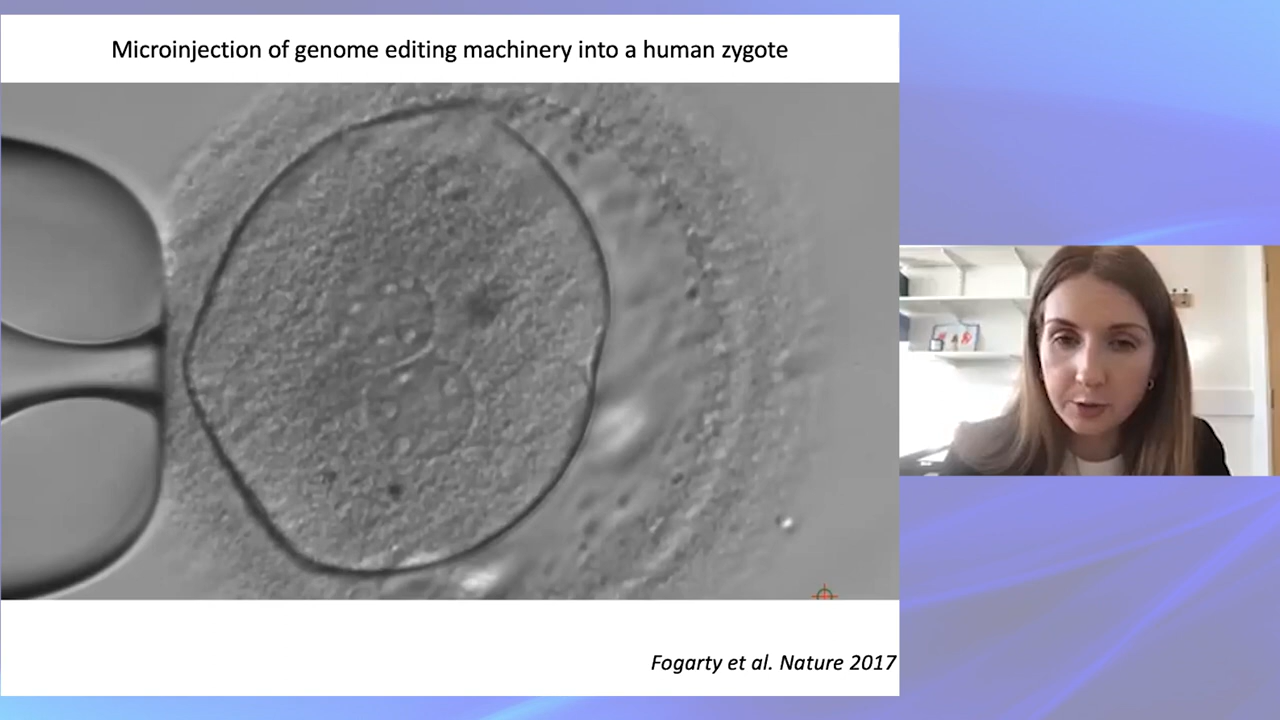 Microinjection of genome editing machinery into a human zygote
Fogarty et al. Nature 2017